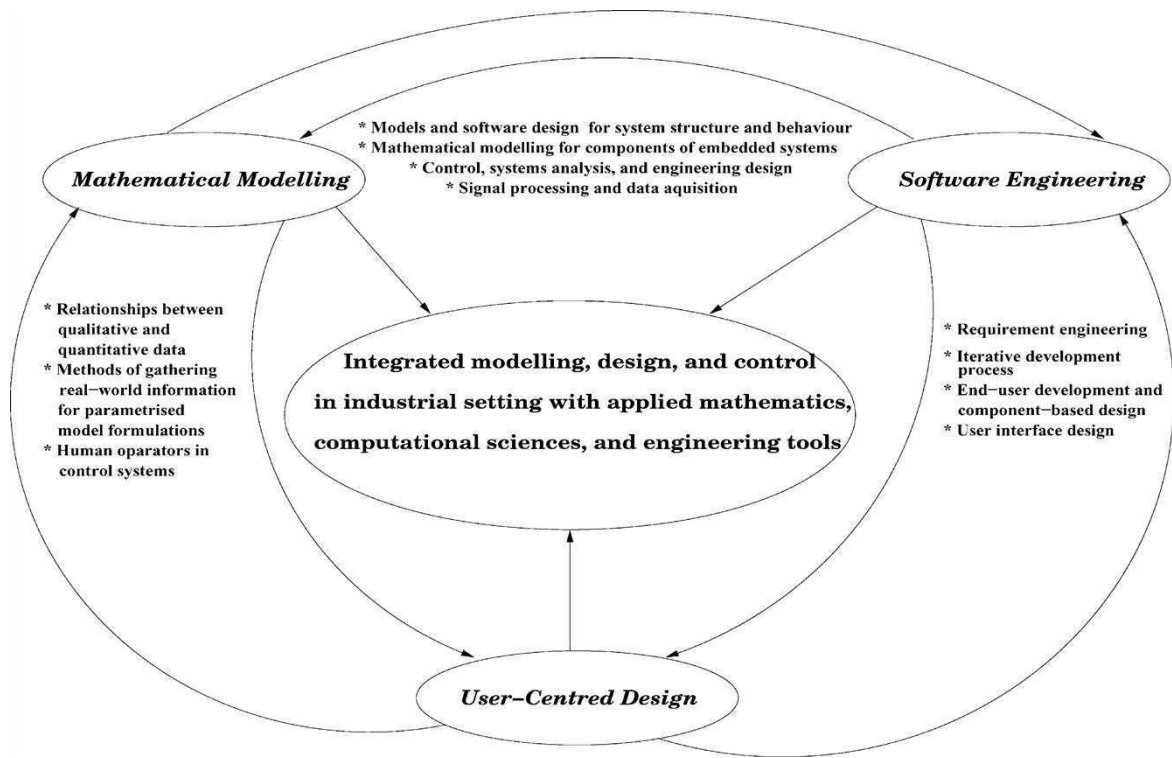 * Models and software design for system structure and behaviour
* Mathematical modelling for components of embedded systems
* Control, systems analysis, and engineering design
* Signal processing and data aquisition
Mathematical Modelling
Software Engineering
* Relationships between
qualitative and
quantitative data
* Methods of gathering
real−world information
for parametrised
model formulations
* Human oparators in
control systems
Integrated modelling, design, and control
in industrial setting with applied mathematics,
computational sciences, and engineering tools
* Requirement engineering
* Iterative development
process
* End−user development and
component−based design
* User interface design
User−Centred Design